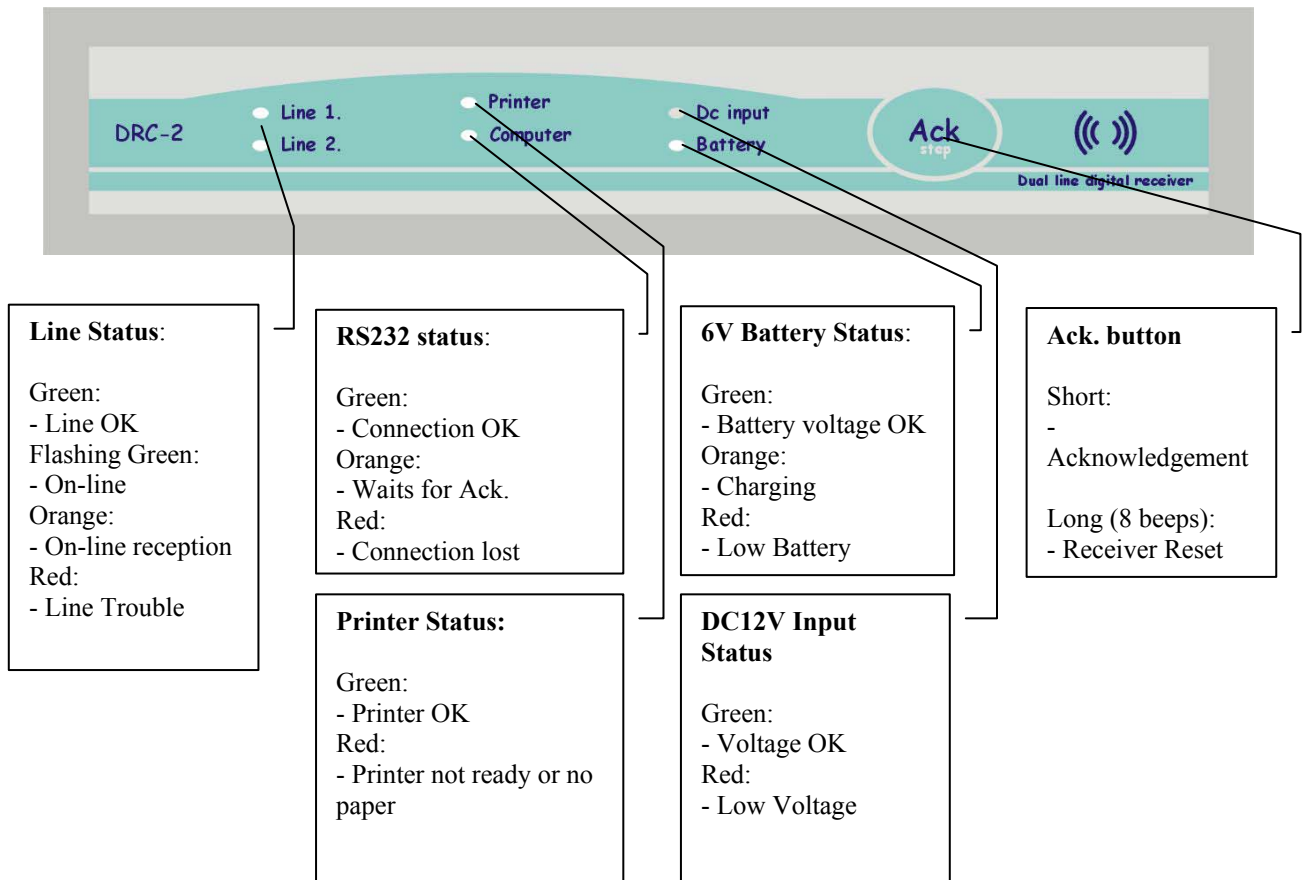 DRC-2
Line 1.
Line 2.
Printer
Computer
Dc input
Battery
Ack
stop
Dual line digital receiver
Line Status:
Green:
- Line OK
Flashing Green:
- On-line
Orange:
- On-line reception
Red:
- Line Trouble
RS232 status:
Green:
- Connection OK
Orange:
- Waits for Ack.
Red:
- Connection lost
6V Battery Status:
Green:
- Battery voltage OK
Orange:
- Charging
Red:
- Low Battery
Ack. button
Short:
-
Acknowledgement
Long (8 beeps):
- Receiver Reset
Printer Status:
Green:
- Printer OK
Red:
- Printer not ready or no
paper
DC12V Input
Status
Green:
- Voltage OK
Red:
- Low Voltage